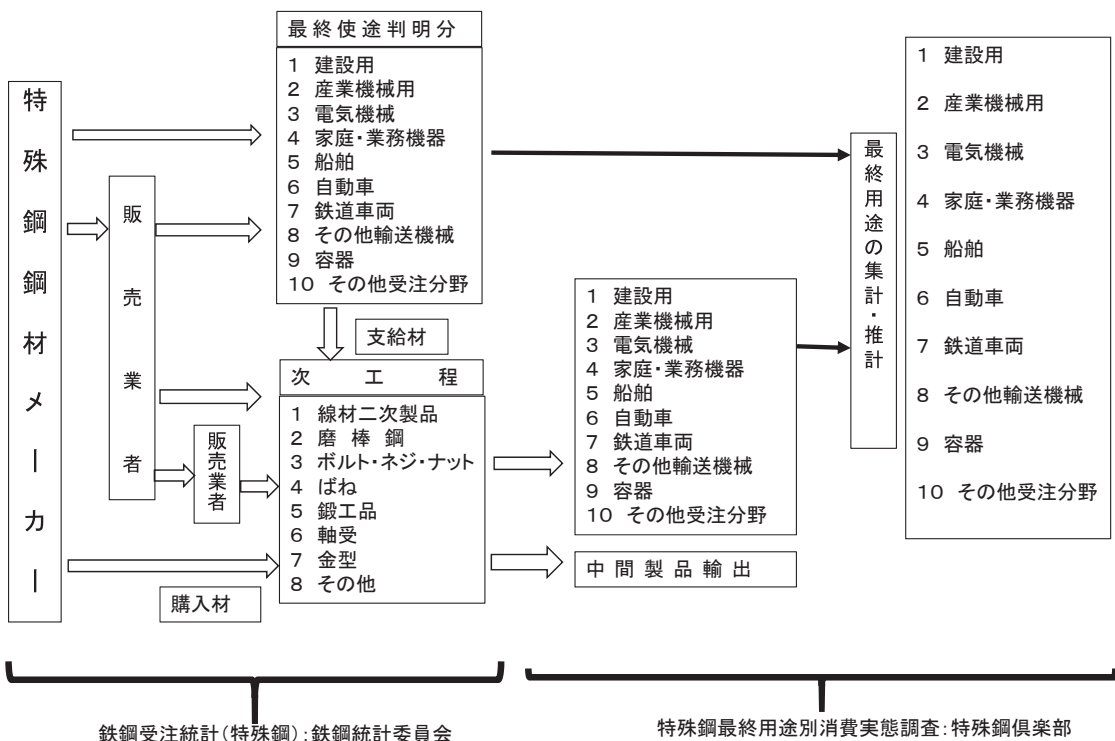 特殊鋼鋼材メーカー
販売業者
販売業者
最終使途判明分
1 建設用
2 産業機械用
3 電気機械
4 家庭・業務機器
5 船舶
6 自動車
7 鉄道車両
8 その他輸送機械
9 容器
10 その他受注分野
支給材
次工程
1 線材二次製品
2 磨棒鋼
3 ボルト・ネジ・ナット
4 ばね
5 鍛工品
6 軸受
7 金型
8 その他
購入材
1 建設用
2 産業機械用
3 電気機械
4 家庭・業務機器
5 船舶
6 自動車
7 鉄道車両
8 その他輸送機械
9 容器
10 その他受注分野
中間製品輸出
最終用途の集計・推計
1 建設用
2 産業機械用
3 電気機械
4 家庭・業務機器
5 船舶
6 自動車
7 鉄道車両
8 その他輸送機械
9 容器
10 その他受注分野
鉄鋼受注統計(特殊鋼):鉄鋼統計委員会
特殊鋼最終用途別消費実態調査:特殊鋼倶楽部